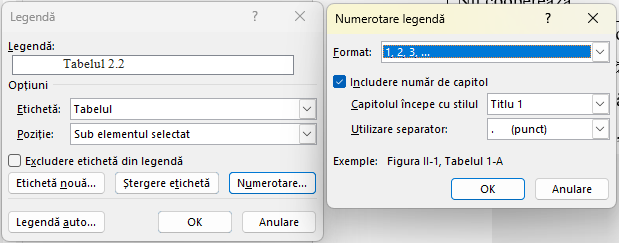 Nu cooperează
Legendă
?
Legendă:
Tabelul 2.2
Opțiuni
Etichetă: Tabelul
Poziție: Sub elementul selectat
Excludere etichetă din legendă
Etichetă nouă... Ștergere etichetă Numerotare...
Legendă auto... OK Anulare
Numerotare legendă
?
Format: 1, 2, 3, ...
Includere număr de capitol
Capitolul începe cu stilul Titlu 1
Utilizare separator: . (punct)
Exemple: Figura II-1, Tabelul 1-A
OK Anulare